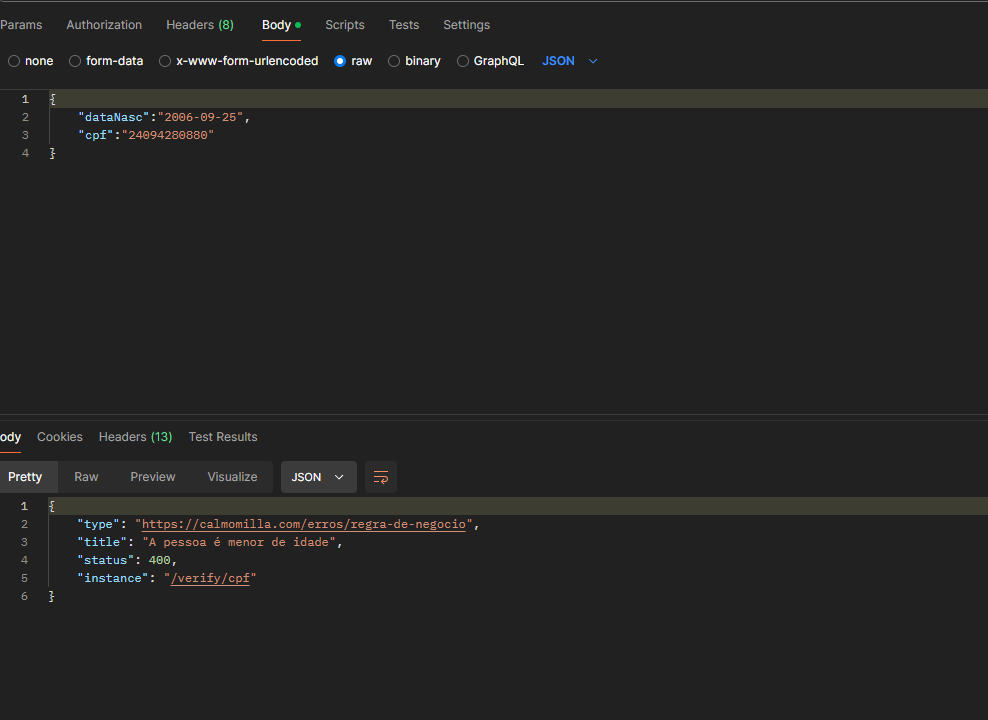 Params Authorization Headers (8) Body Scripts Tests Settings
none form-data x-www-form-urlencoded raw binary GraphQL JSON
1 {
2 "dataNasc":"2006-09-25",
3 "cpf":"24094280880"
4 }
ody Cookies Headers (13) Test Results
Pretty Raw Preview Visualize JSON
1 {
2 "type": "https://calmomilla.com/erros/regra-de-negocio",
3 "title": "A pessoa é menor de idade",
4 "status": 400,
5 "instance": "/verify/cpf"
6 }